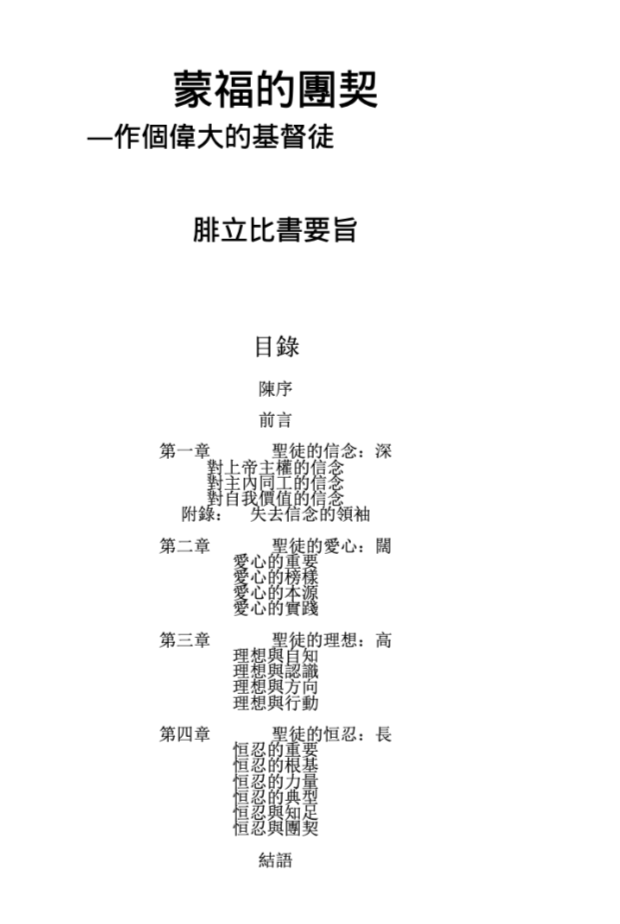 蒙福的團契
—作個偉大的基督徒
腓立比書要旨
目錄
陳序
前言
第一章 聖徒的信念：深
對上帝主權的信念
對主內同工的信念
對自我價值的信念
附錄： 失去信念的領袖
第二章 聖徒的愛心：闊
愛心的重要
愛心的榜樣
愛心的本源
愛心的實踐
第三章 聖徒的理想：高
理想與自知
理想與認識
理想與方向
理想與行動
第四章 聖徒的恒忍：長
恒忍的重要
恒忍的根基
恒忍的力量
恒忍的典型
恒忍與知足
恒忍與團契
結語